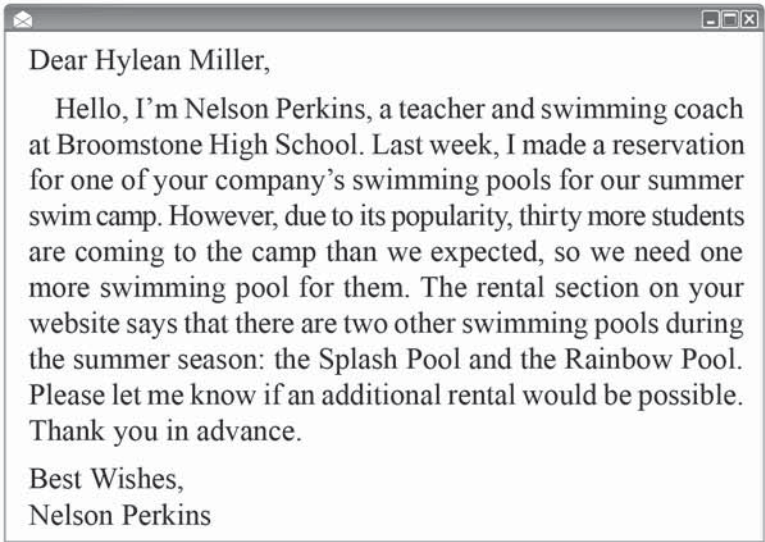 Dear Hylean Miller,
Hello, I’m Nelson Perkins, a teacher and swimming coach
at Broomstone High School. Last week, I made a reservation
for one of your company’s swimming pools for our summer
swim camp. However, due to its popularity, thirty more students
are coming to the camp than we expected, so we need one
more swimming pool for them. The rental section on your
website says that there are two other swimming pools during
the summer season: the Splash Pool and the Rainbow Pool.
Please let me know if an additional rental would be possible.
Thank you in advance.
Best Wishes,
Nelson Perkins